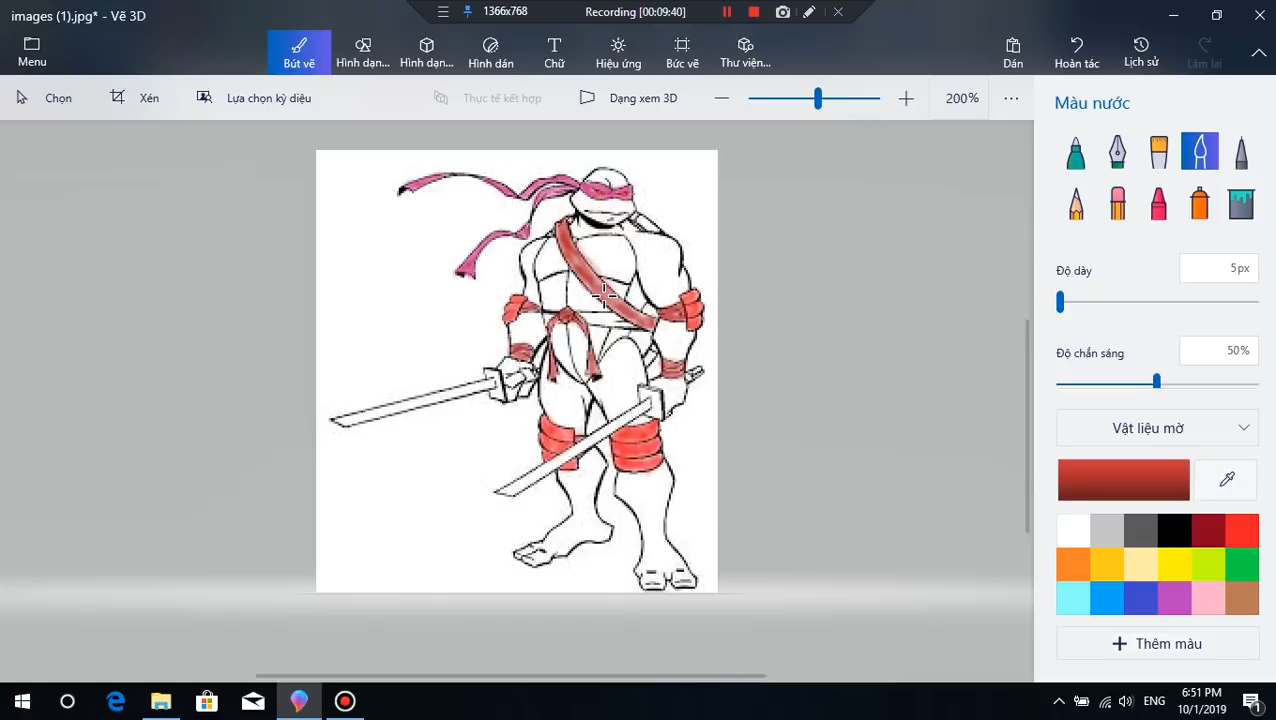 1366x768
Recording [00:09:40]
images (1).jpg* - Vẽ 3D
Menu
Bút vẽ
Hình dạn...
Hình dạn...
Hình dán
Chữ
Hiệu ứng
Bức vẽ
Thư viện...
Dán
Hoàn tác
Lịch sử
Làm lại
Chọn
Xén
Lựa chọn kỳ diệu
Thực tế kết hợp
Dạng xem 3D
200%
Màu nước
Độ dày
5px
Độ chắn sáng
50%
Vật liệu mờ
Thêm màu
ENG
6:51 PM
10/1/2019
1